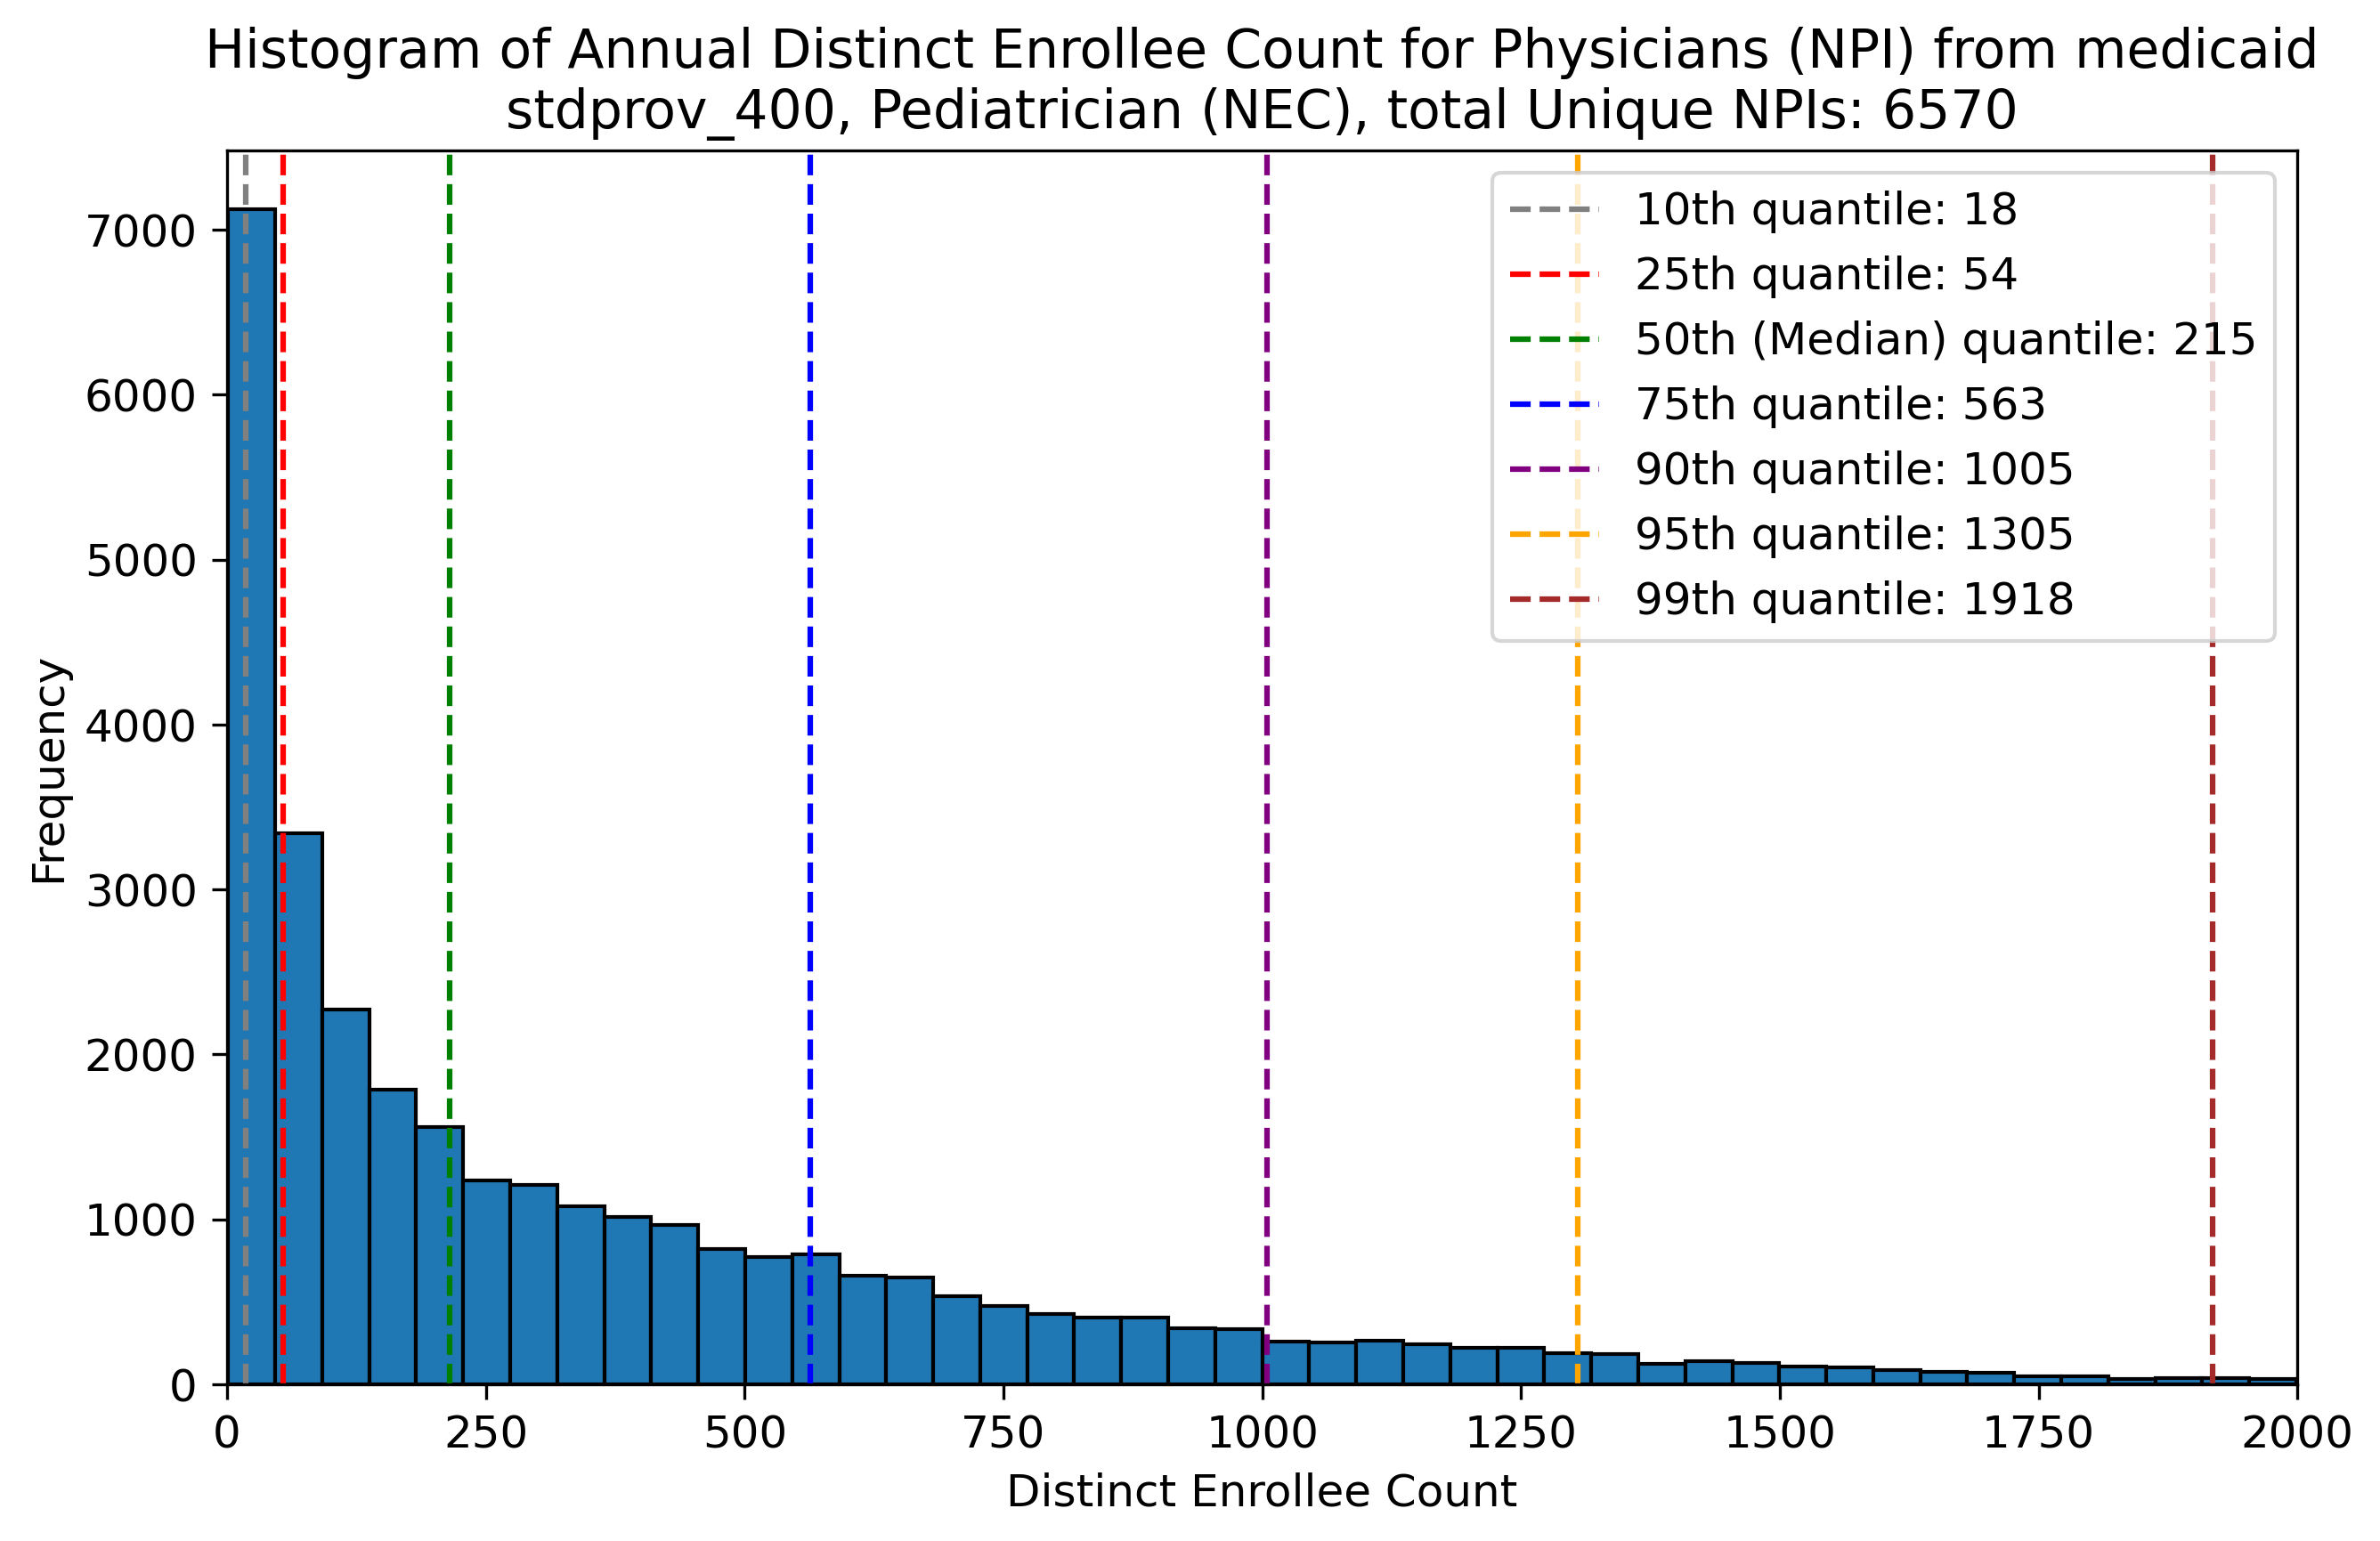 Histogram of Annual Distinct Enrollee Count for Physicians (NPI) from medicaid
stdprov_400, Pediatrician (NEC), total Unique NPIs: 6570
10th quantile: 18
25th quantile: 54
50th (Median) quantile: 215
75th quantile: 563
90th quantile: 1005
95th quantile: 1305
99th quantile: 1918
Frequency
7000
6000
5000
4000
3000
2000
1000
0
0 250 500 750 1000 1250 1500 1750 2000
Distinct Enrollee Count